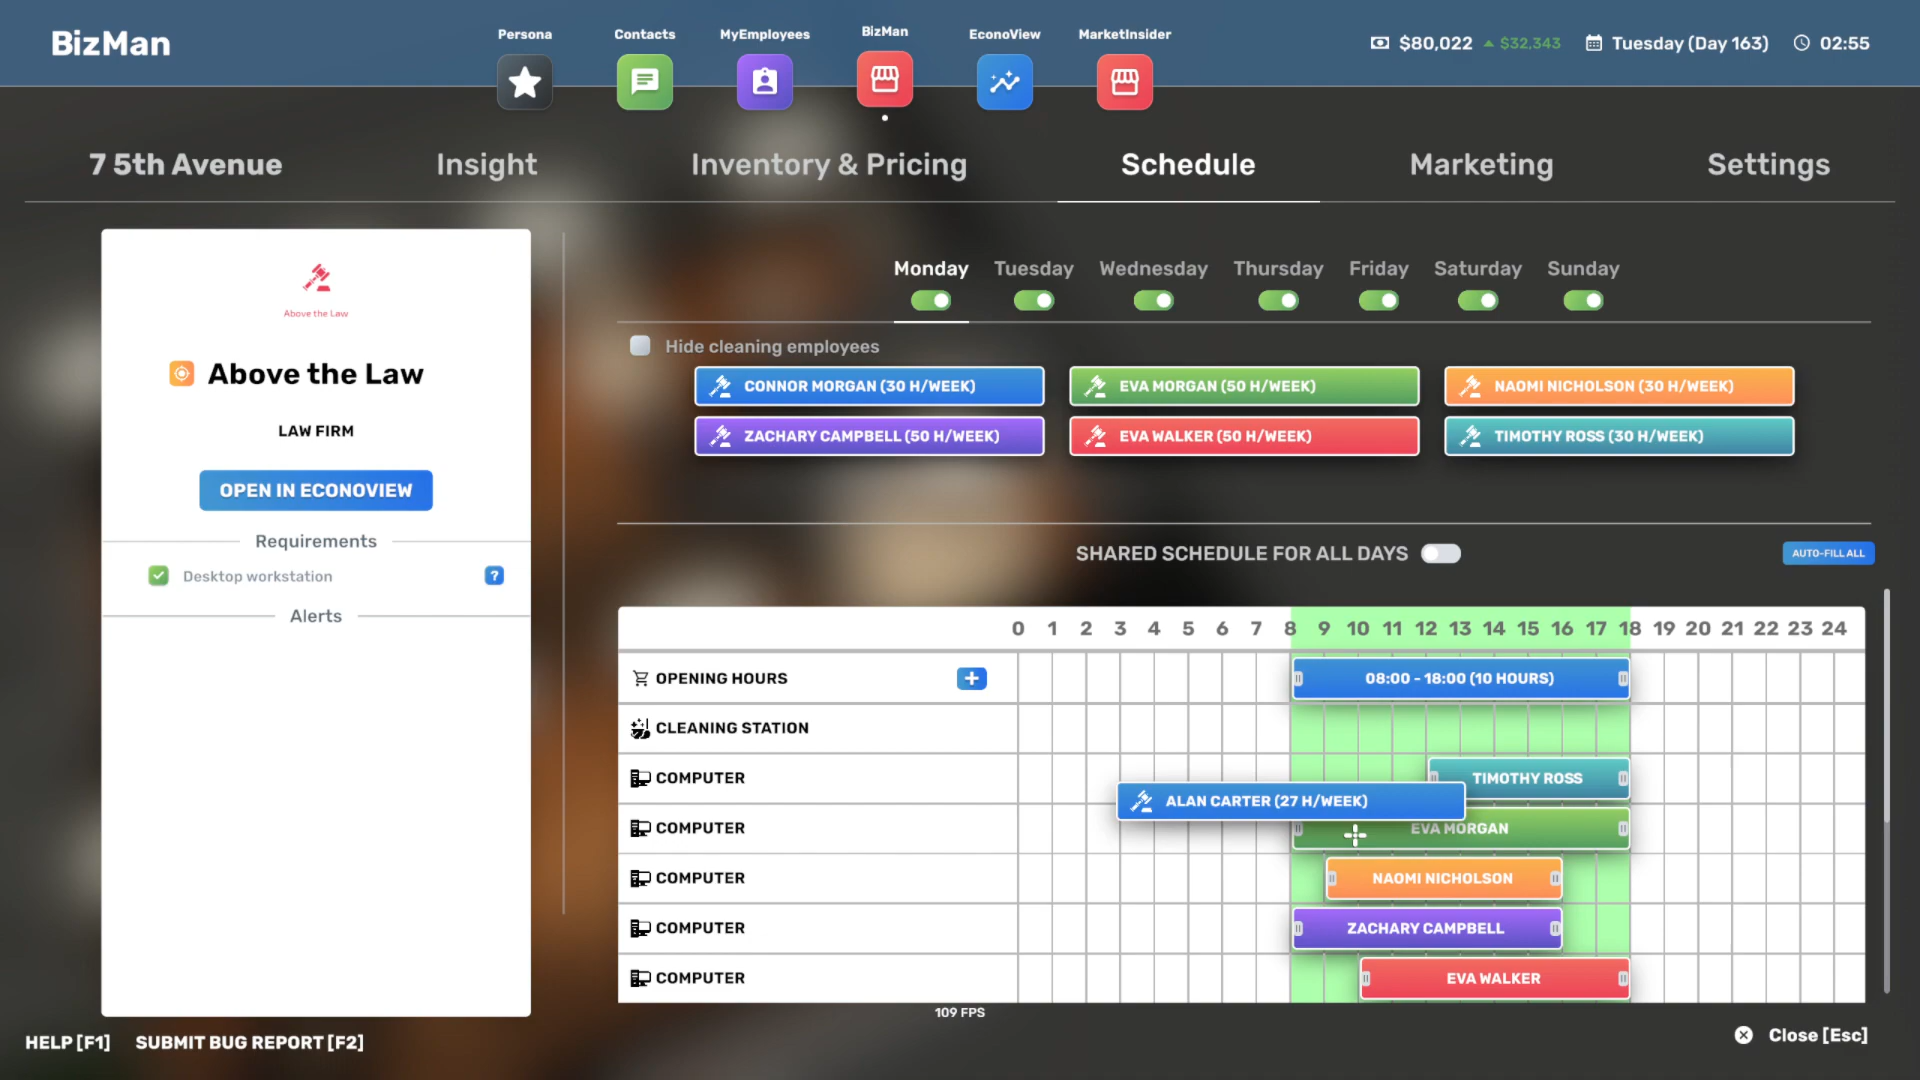 BizMan
Persona
Contacts
MyEmployees
BizMan
EconoView
MarketInsider
$80,022 $32,343 Tuesday (Day 163) 02:55
7 5th Avenue
Insight
Inventory & Pricing
Schedule
Marketing
Settings
Above the Law
Above the Law
LAW FIRM
OPEN IN ECONOVIEW
Requirements
Desktop workstation
?
Alerts
Monday Tuesday Wednesday Thursday Friday Saturday Sunday
Hide cleaning employees
CONNOR MORGAN (30 H/WEEK)
EVA MORGAN (50 H/WEEK)
NAOMI NICHOLSON (30 H/WEEK)
ZACHARY CAMPBELL (50 H/WEEK)
EVA WALKER (50 H/WEEK)
TIMOTHY ROSS (30 H/WEEK)
SHARED SCHEDULE FOR ALL DAYS
AUTO-FILL ALL
0 1 2 3 4 5 6 7 8 9 10 11 12 13 14 15 16 17 18 19 20 21 22 23 24
OPENING HOURS
08:00 - 18:00 (10 HOURS)
CLEANING STATION
COMPUTER
TIMOTHY ROSS
ALAN CARTER (27 H/WEEK)
COMPUTER
EVA MORGAN
COMPUTER
NAOMI NICHOLSON
COMPUTER
ZACHARY CAMPBELL
COMPUTER
EVA WALKER
109 FPS
HELP [F1]
SUBMIT BUG REPORT [F2]
Close [Esc]